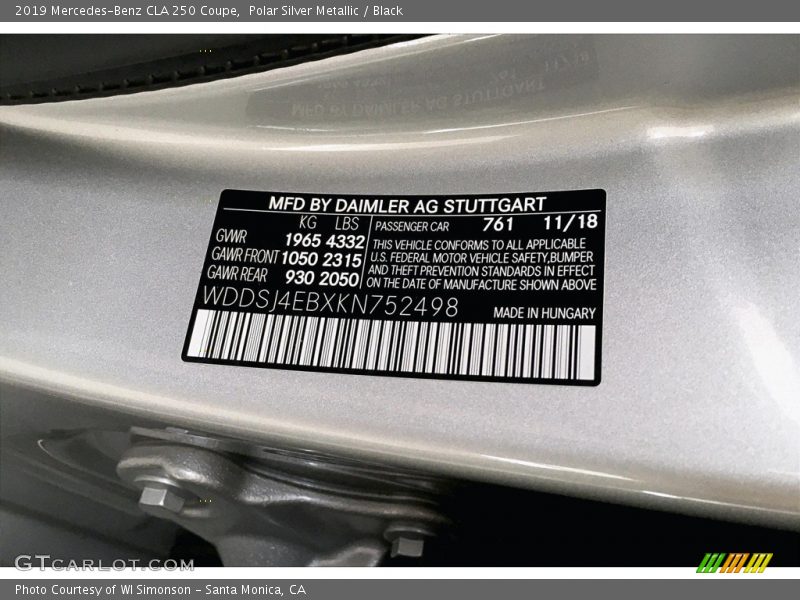 2019 Mercedes-Benz CLA 250 Coupe, Polar Silver Metallic / Black
MFD BY DAIMLER AG STUTTGART
KG LBS
GVWR 1965 4332
GAWR FRONT 1050 2315
GAWR REAR 930 2050
PASSENGER CAR 761 11/18
THIS VEHICLE CONFORMS TO ALL APPLICABLE
U.S. FEDERAL MOTOR VEHICLE SAFETY,BUMPER
AND THEFT PREVENTION STANDARDS IN EFFECT
ON THE DATE OF MANUFACTURE SHOWN ABOVE
WDDSJ4EBXKN752498
MADE IN HUNGARY
GTCARLOT.COM
Photo Courtesy of WI Simonson - Santa Monica, CA